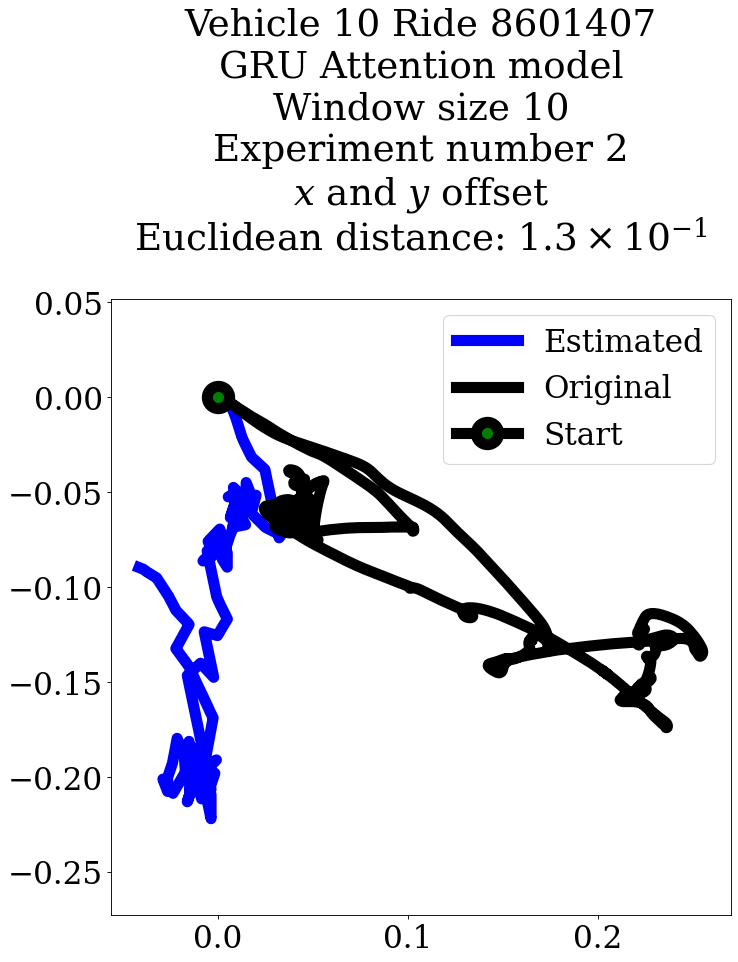 Vehicle 10 Ride 8601407
GRU Attention model
Window size 10
Experiment number 2
x and y offset
Euclidean distance: 1.3 × 10⁻¹
0.05
0.00
−0.05
−0.10
−0.15
−0.20
−0.25
Estimated
Original
Start
0.0 0.1 0.2